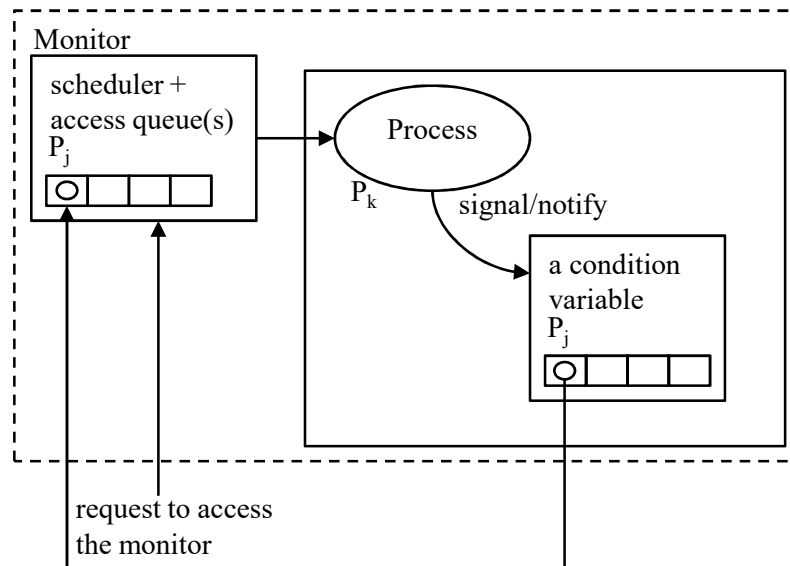 Monitor
scheduler +
access queue(s)
Pj
Process
Pk
signal/notify
a condition
variable
Pj
request to access
the monitor